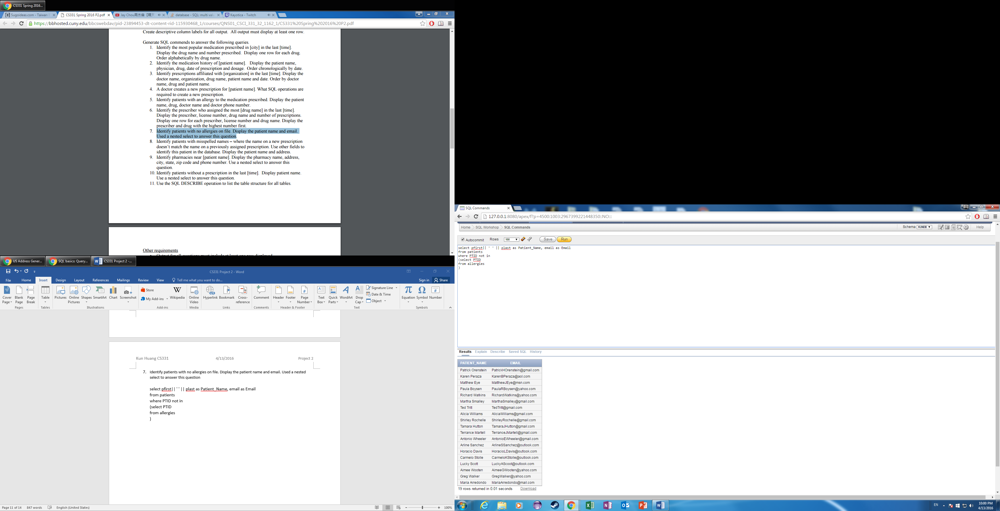 CS331 Spring 2016...
Sugoideas.com - Taiwan
CS331 Spring 2016 P2.pdf
Jay Chou周杰倫【晴天
database - SQL: multi val
Kayotica - Twitch
https://bbhosted.cuny.edu/bbcswebdav/pid-23894453-dt-content-rid-115930468_1/courses/QNS01_CSCI_331_32_1162_1/CS331%20Spring%202016%20P2.pdf
Create descriptive column labels for all output. All output must display at least one row.
Generate SQL commands to answer the following queries.
1. Identify the most popular medication prescribed in [city] in the last [time].
Display the drug name and number prescribed. Display one row for each drug.
Order alphabetically by drug name.
2. Identify the medication history of [patient name]. Display the patient name,
physician, drug, date of prescription and dosage. Order chronologically by date.
3. Identify prescriptions affiliated with [organization] in the last [time]. Display the
doctor name, organization, drug name, patient name and date. Order by doctor
name, drug and patient name.
4. A doctor creates a new prescription for [patient name]. What SQL operations are
required to create a new prescription.
5. Identify patients with an allergy to the medication prescribed. Display the patient
name, drug, doctor name and doctor phone number.
6. Identify the prescriber who assigned the most [drug name] in the last [time].
Display the prescriber, license number, drug name and number of prescriptions.
Display one row for each prescriber, license number and drug name. Display the
prescriber and drug with the highest number first.
7. Identify patients with no allergies on file. Display the patient name and email.
Used a nested select to answer this question.
8. Identify patients with misspelled names – where the name on a new prescription
doesn't match the name on a previously assigned prescription. Use other fields to
identify this patient in the database. Display the patient name and address.
9. Identify pharmacies near [patient name]. Display the pharmacy name, address,
city, state, zip code and phone number. Use a nested select to answer this
question.
10. Identify patients without a prescription in the last [time]. Display patient name.
Use a nested select to answer this question.
11. Use the SQL DESCRIBE operation to list the table structure for all tables.
Other requirements
Output for all questions must include at least one row displayed
US Address Gener...
SQL basics: Query...
CS331 Project 2 -...
CS331 Project 2 - Word
File Home Insert Design Layout References Mailings Review View Tell me what you want to do...
Sign in Share
Cover Page
Blank Page
Page Break
Table
Pictures
Online Pictures
Shapes
SmartArt
Chart
Screenshot
Store
My Add-ins
Wikipedia
Online Video
Hyperlink
Bookmark
Cross-reference
Comment
Header
Footer
Page Number
Text Box
Quick Parts
WordArt
Drop Cap
Signature Line
Date & Time
Object
Equation
Symbol
Number
Pages
Tables
Illustrations
Add-ins
Media
Links
Comments
Header & Footer
Text
Symbols
Kun Huang CS331 4/13/2016 Project 2
7. Identify patients with no allergies on file. Display the patient name and email. Used a nested
select to answer this question
select pfirst|| ' ' || plast as Patient_Name, email as Email
from patients
where PTID not in
(select PTID
from allergies
)
Page 11 of 14 847 words English (United States)
100%
SQL Commands
127.0.0.1:8080/apex/f?p=4500:1003:2967399221448350::NO:::
Home SQL Workshop SQL Commands
Schema KUNDB Help
Autocommit Rows 100 Save Run
select pfirst|| ' ' || plast as Patient_Name, email as Email
from patients
where PTID not in
(select PTID
from allergies
)
Results Explain Describe Saved SQL History
PATIENT_NAME EMAIL
Patrick Orenstein PatrickHOrenstein@gmail.com
Karen Peraza KarenBPeraza@aol.com
Matthew Eye MatthewJEye@msn.com
Paula Boysen PaulaRBoysen@yahoo.com
Richard Watkins RichardWatkins@yahoo.com
Martha Smalley MarthaSmalley@gmail.com
Ted Tritt TedTritt@gmail.com
Alicia Williams AliciaWilliams@gmail.com
Shirley Rochelle ShirleyRochelle@gmail.com
Tamara Hutton TamaraJHutton@gmail.com
Terrance Martell TerranceJMartell@gmail.com
Antonio Wheeler AntonioEWheeler@gmail.com
Arline Sanchez ArlineSSanchez@outlook.com
Horacio Davis HoracioLDavis@outlook.com
Carmelo Stolle CarmeloKStolle@outlook.com
Lucky Scott LuckyAScoot@outlook.com
Aimee Wooten AimeeGWooten@yahoo.com
Greg Walker GregWalker@yahoo.com
Maria Arredondo MariaArredondo@mail.com
19 rows returned in 0.01 seconds Download
EN
10:00 PM
4/13/2016